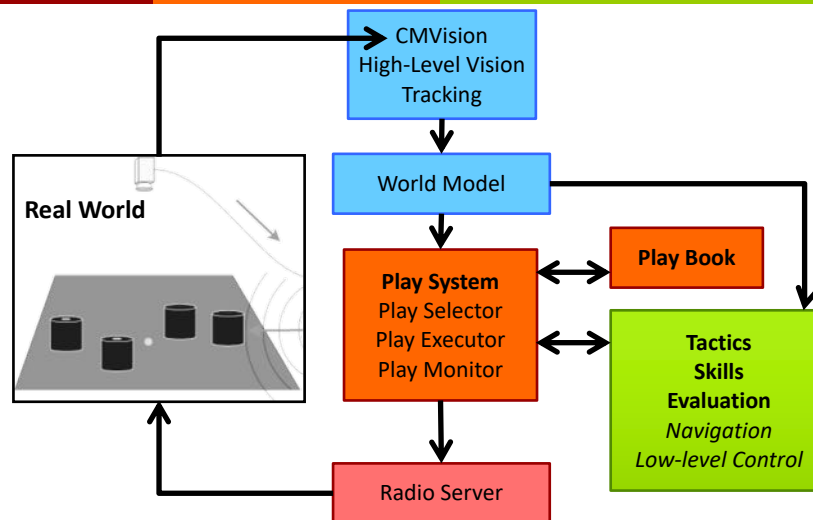 CMVision
High-Level Vision
Tracking
World Model
Real World
Play System
Play Selector
Play Executor
Play Monitor
Play Book
Tactics
Skills
Evaluation
Navigation
Low-level Control
Radio Server